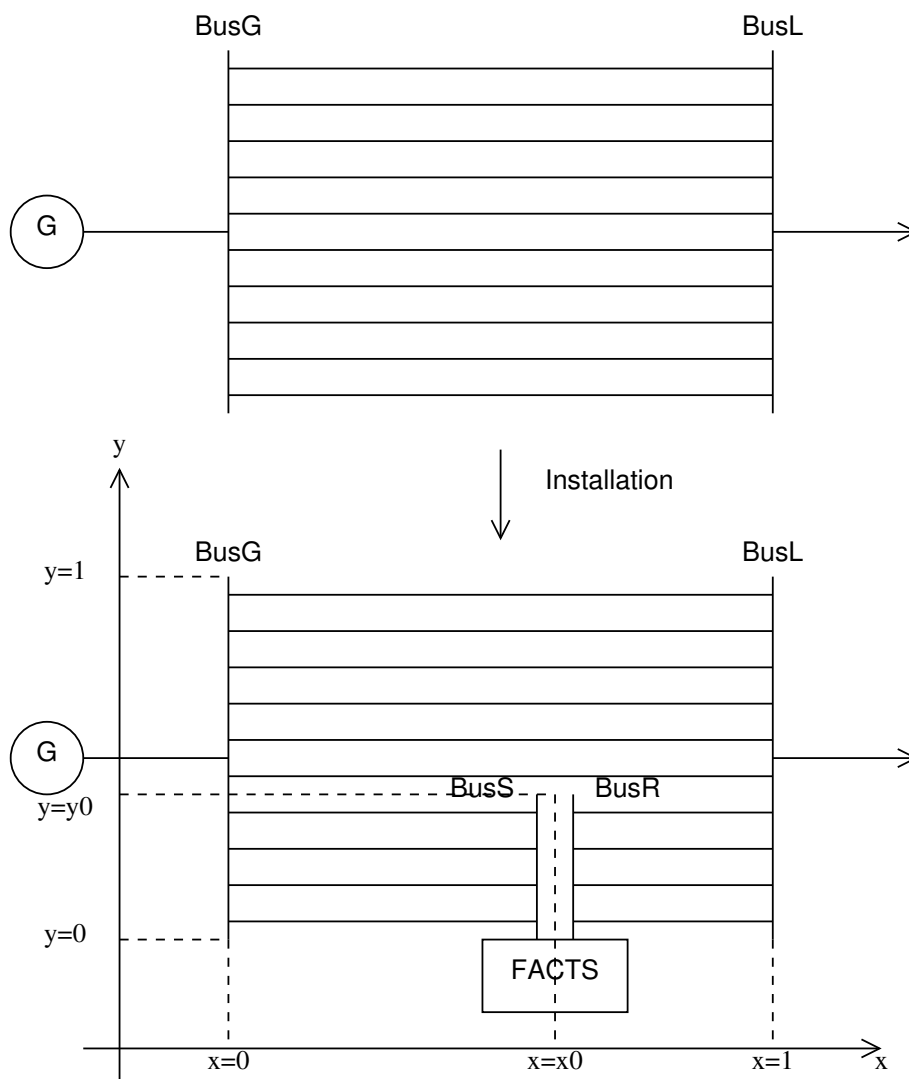 BusG BusL
G
y
Installation
BusG BusL
y=1
G
BusS BusR
y=y0
y=0
FACTS
x=0 x=x0 x=1 x